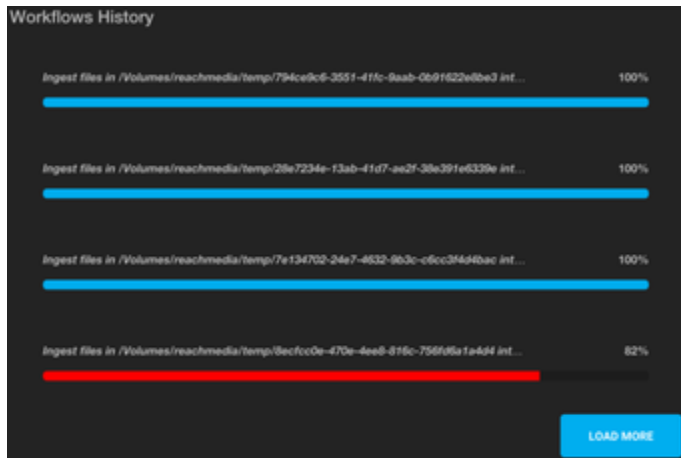 Workflows History
Ingest files in /Volumes/reachmedia/temp/794ce9c6-3551-41fc-9aab-0b91622e8be3 int...
100%
Ingest files in /Volumes/reachmedia/temp/28e7234e-13ab-41d7-ae2f-38e391e6339e int...
100%
Ingest files in /Volumes/reachmedia/temp/7e134702-24e7-4632-9b3c-c6cc3f4d4bac int...
100%
Ingest files in /Volumes/reachmedia/temp/8ecfcc0e-470e-4ee8-816c-756fd6a1a4d4 int...
82%
LOAD MORE